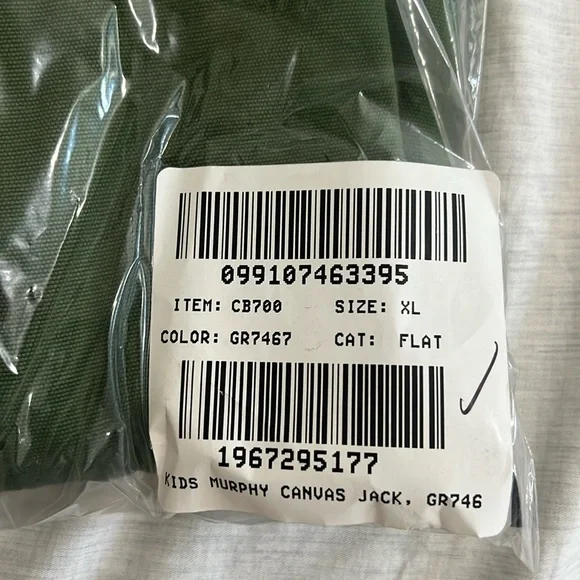 099107463395
ITEM: CB700 SIZE: XL
COLOR: GR7467 CAT: FLAT
1967295177
KIDS MURPHY CANVAS JACK, GR746